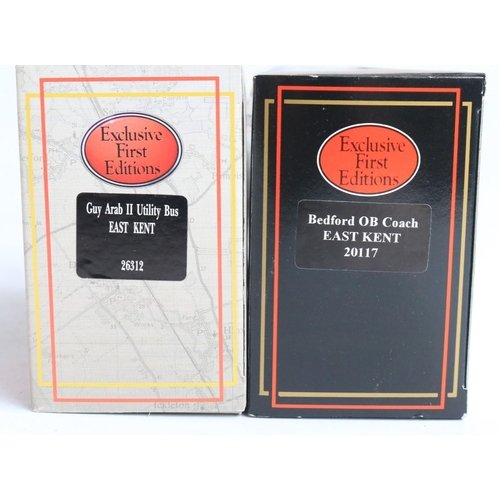 Exclusive
First
Editions
Guy Arab II Utility Bus
EAST KENT
26312
Exclusive
First
Editions
Bedford OB Coach
EAST KENT
20117